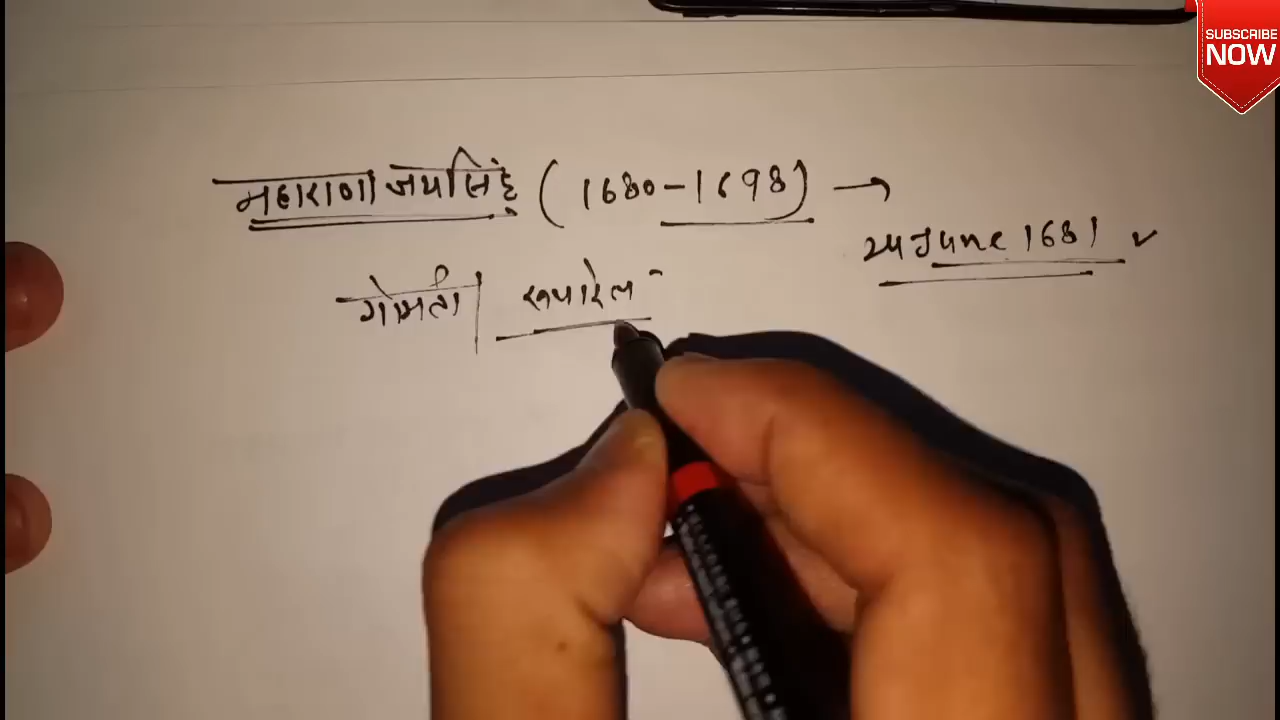 महाराणा जयसिंह (1680-1698) →
24 June 1681 ✓
गोमती | रूपारेल -
SUBSCRIBE
NOW